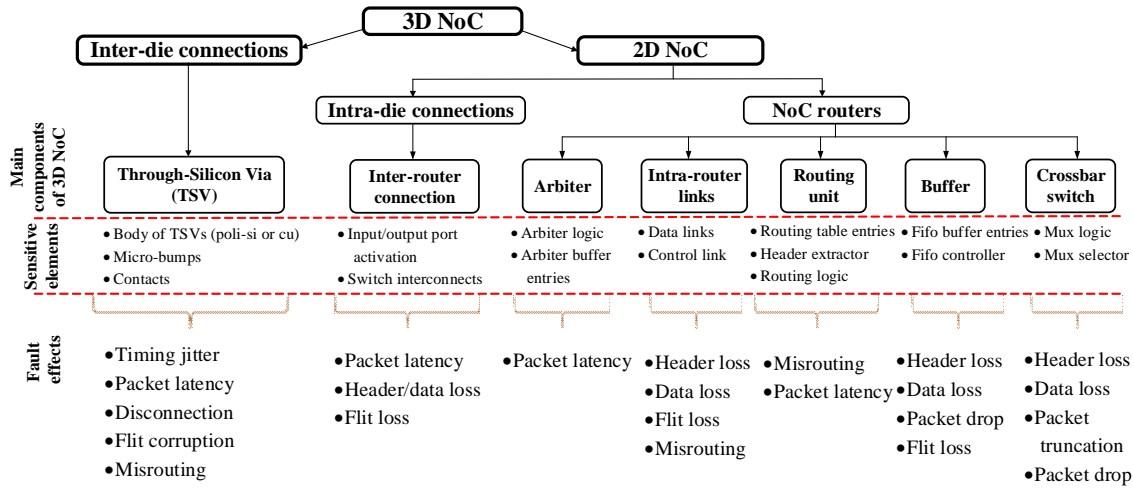 3D NoC
Inter-die connections
2D NoC
Intra-die connections
NoC routers
Main
components
of 3D NoC
Through-Silicon Via
(TSV)
Inter-router
connection
Arbiter
Intra-router
links
Routing
unit
Buffer
Crossbar
switch
Sensitive
elements
•Body of TSVs (poli-si or cu)
•Micro-bumps
•Contacts
•Input/output port
activation
•Switch interconnects
•Arbiter logic
•Arbiter buffer
entries
•Data links
•Control link
•Routing table entries
•Header extractor
•Routing logic
•Fifo buffer entries
•Fifo controller
•Mux logic
•Mux selector
Fault
effects
•Timing jitter
•Packet latency
•Disconnection
•Flit corruption
•Misrouting
•Packet latency
•Header/data loss
•Flit loss
•Packet latency
•Header loss
•Data loss
•Flit loss
•Misrouting
•Misrouting
•Packet latency
•Header loss
•Data loss
•Packet drop
•Flit loss
•Header loss
•Data loss
•Packet
truncation
•Packet drop